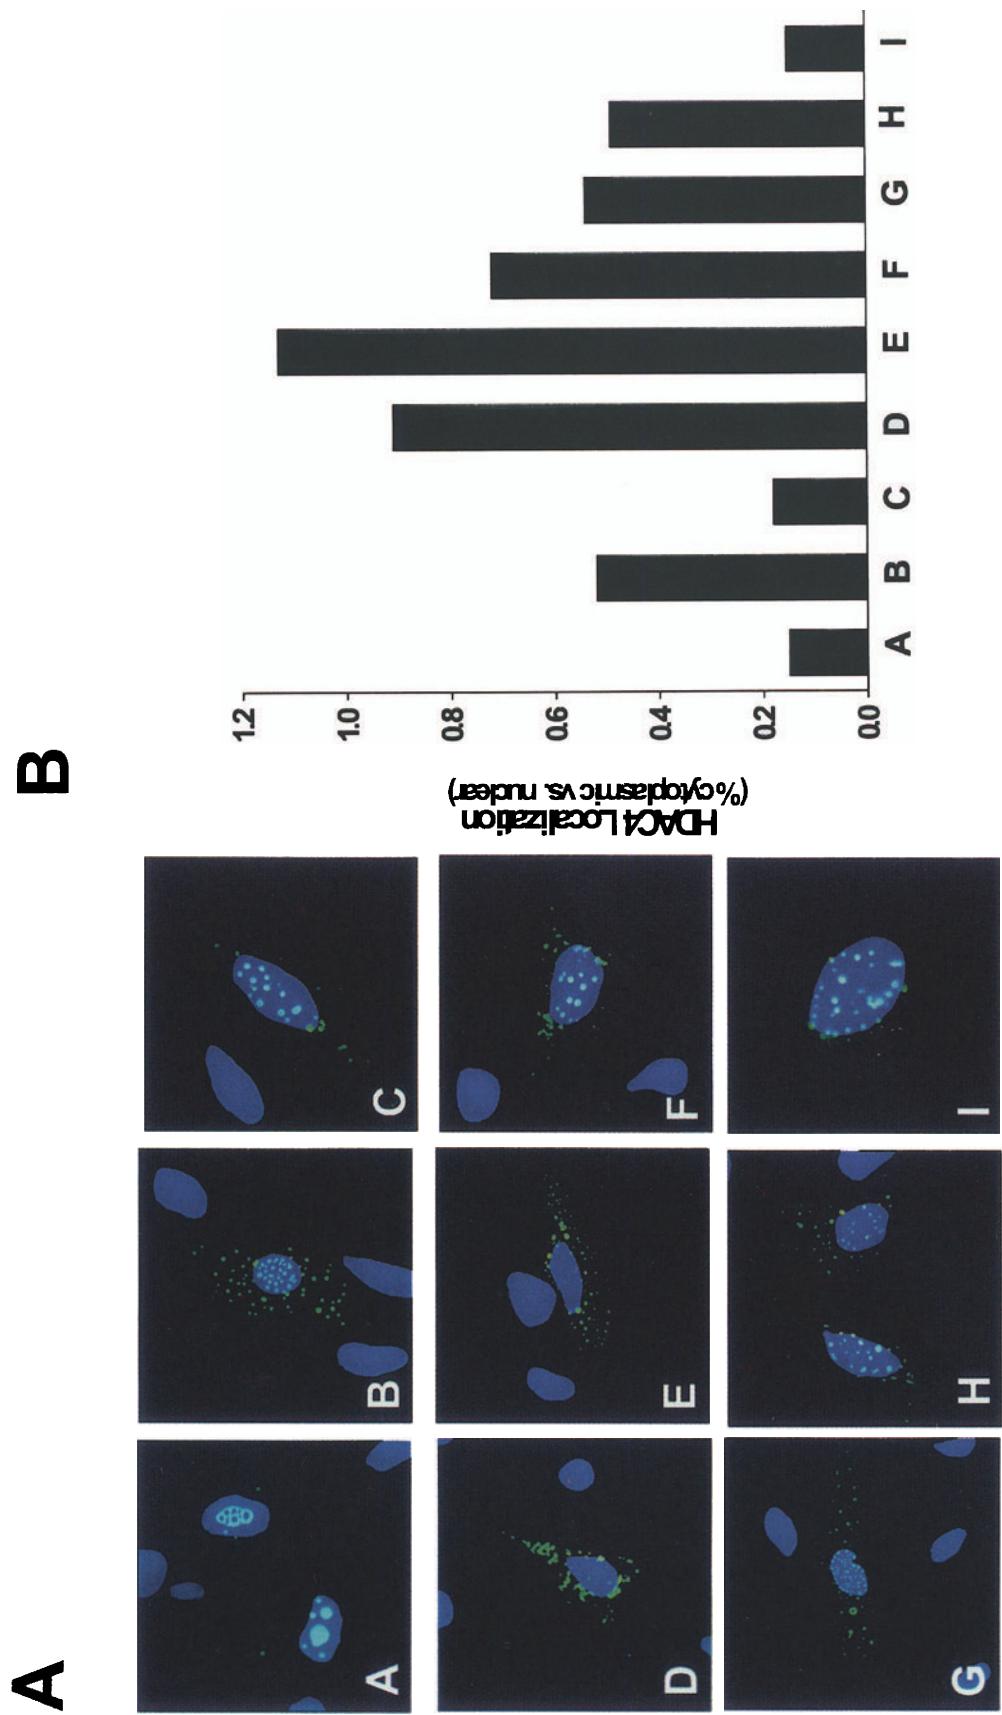 A
A
B
C
D
E
F
G
H
I
B
HDAC4 Localization
(%cytoplasmic vs. nuclear)
1.2
1.0
0.8
0.6
0.4
0.2
0.0
A B C D E F G H I